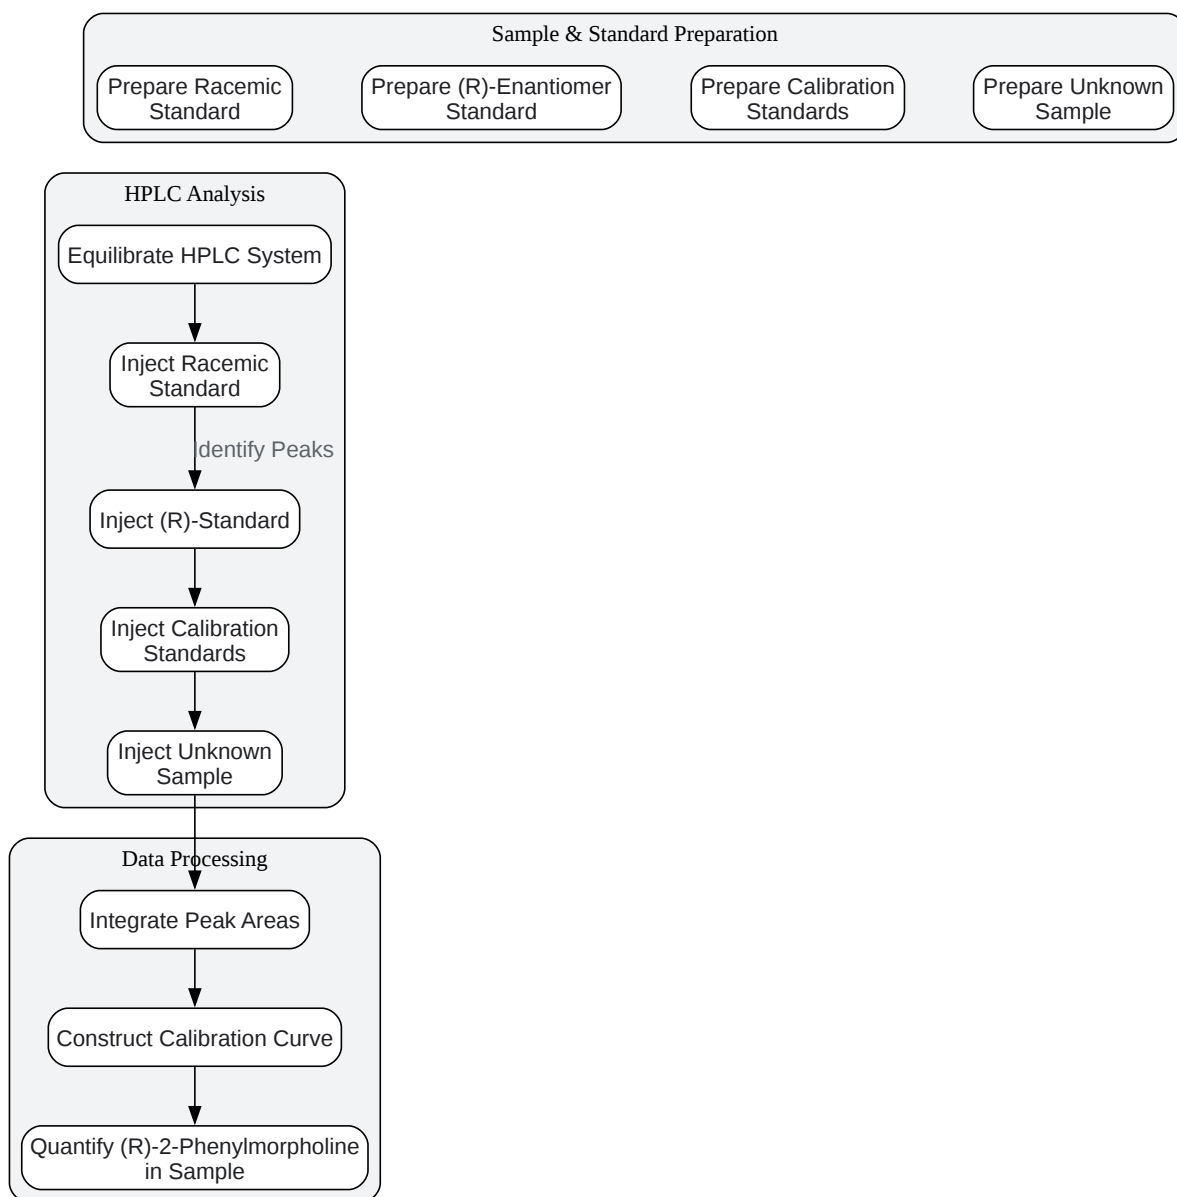 Sample & Standard Preparation
Prepare Racemic
Standard
Prepare (R)-Enantiomer
Standard
Prepare Calibration
Standards
Prepare Unknown
Sample
HPLC Analysis
Equilibrate HPLC System
Inject Racemic
Standard
Identify Peaks
Inject (R)-Standard
Inject Calibration
Standards
Inject Unknown
Sample
Data Processing
Integrate Peak Areas
Construct Calibration Curve
Quantify (R)-2-Phenylmorpholine
in Sample